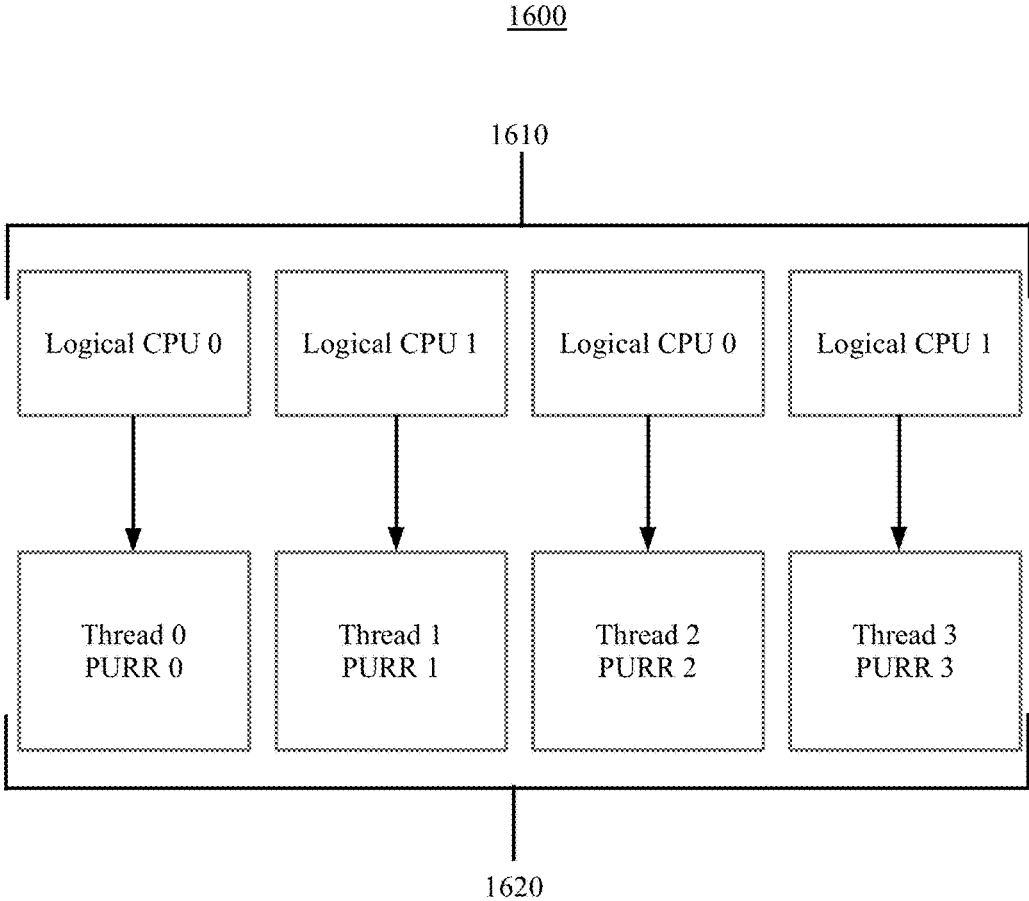 1600
1610
Logical CPU 0
Logical CPU 1
Logical CPU 0
Logical CPU 1
Thread 0
PURR 0
Thread 1
PURR 1
Thread 2
PURR 2
Thread 3
PURR 3
1620